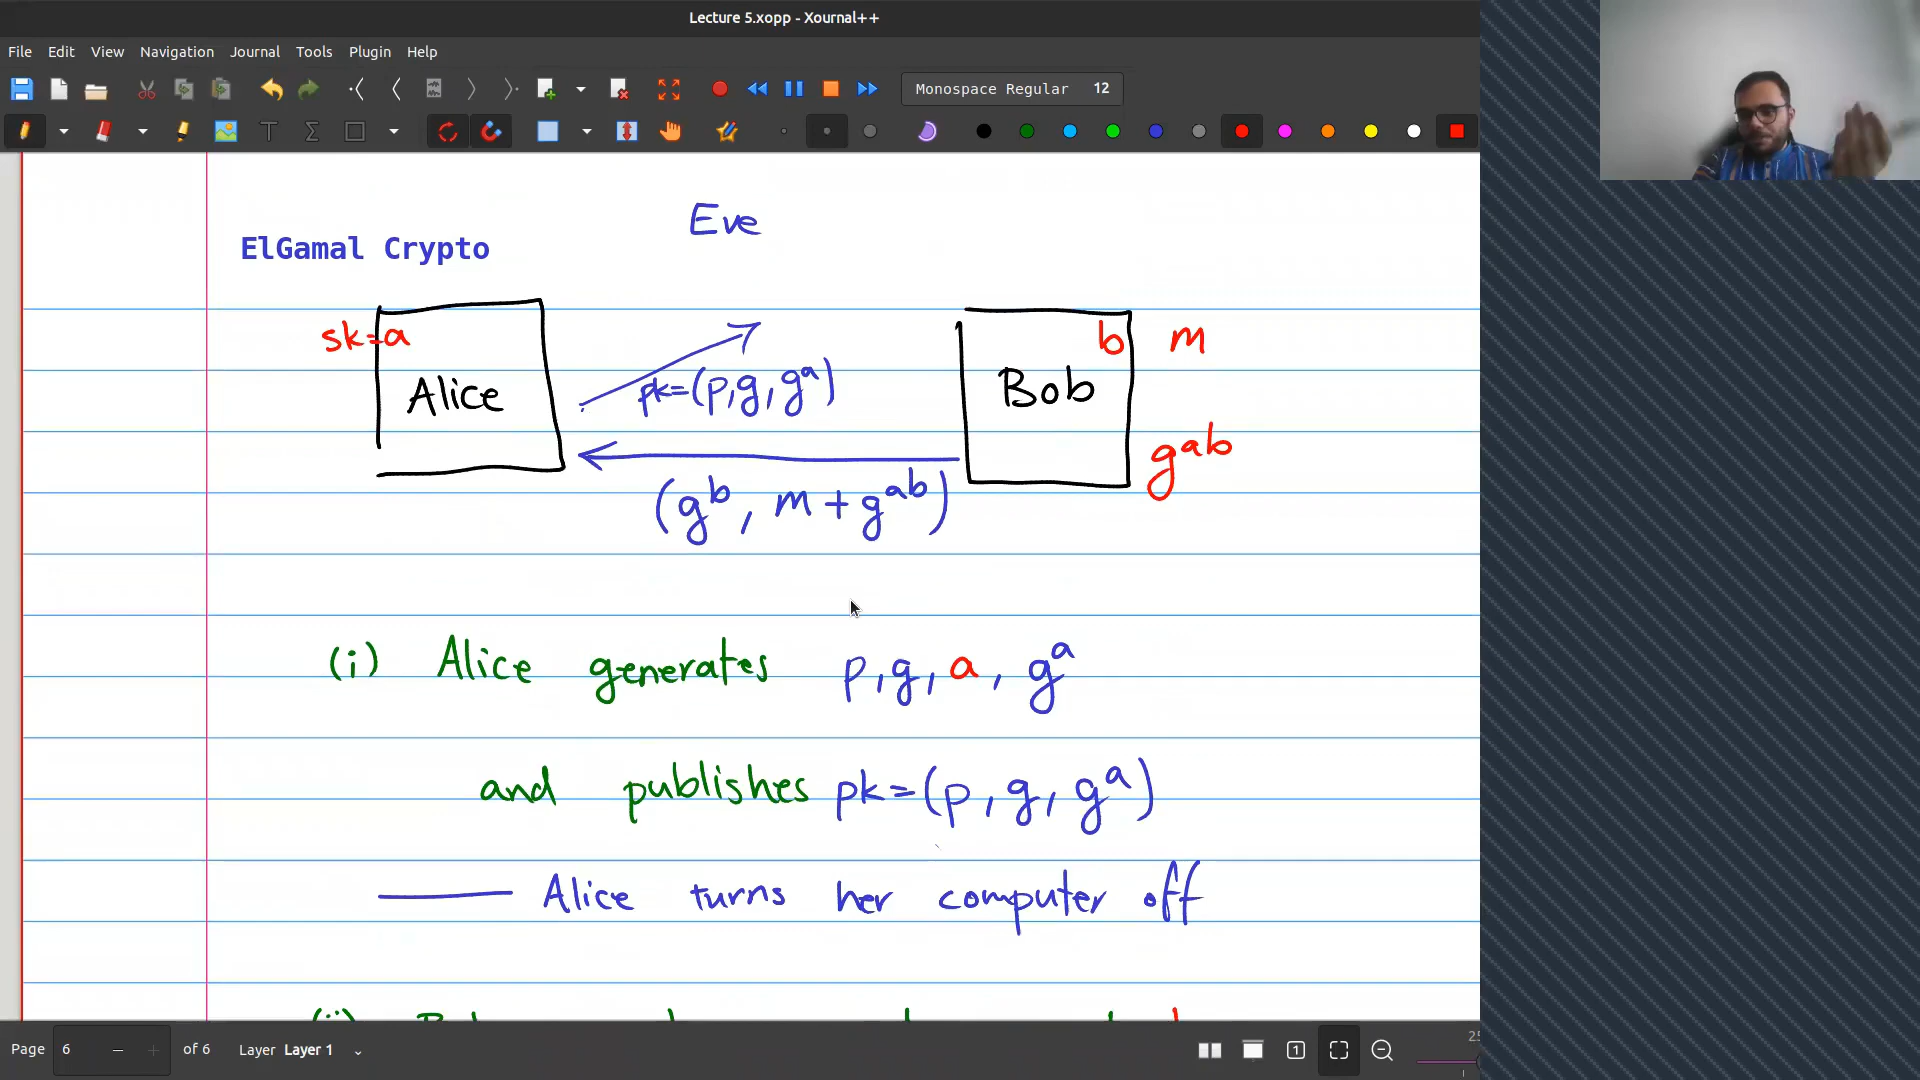 Lecture 5.xopp - Xournal++
File Edit View Navigation Journal Tools Plugin Help
Monospace Regular 12
Eve
ElGamal Crypto
sk=a
Alice
pk=(p,g,g^a)
b m
Bob
g^ab
(g^b, m + g^ab)
(i) Alice generates p,g,a, g^a
and publishes pk=(p, g, g^a)
Alice turns her computer off
(ii)
Page 6 of 6 Layer Layer 1